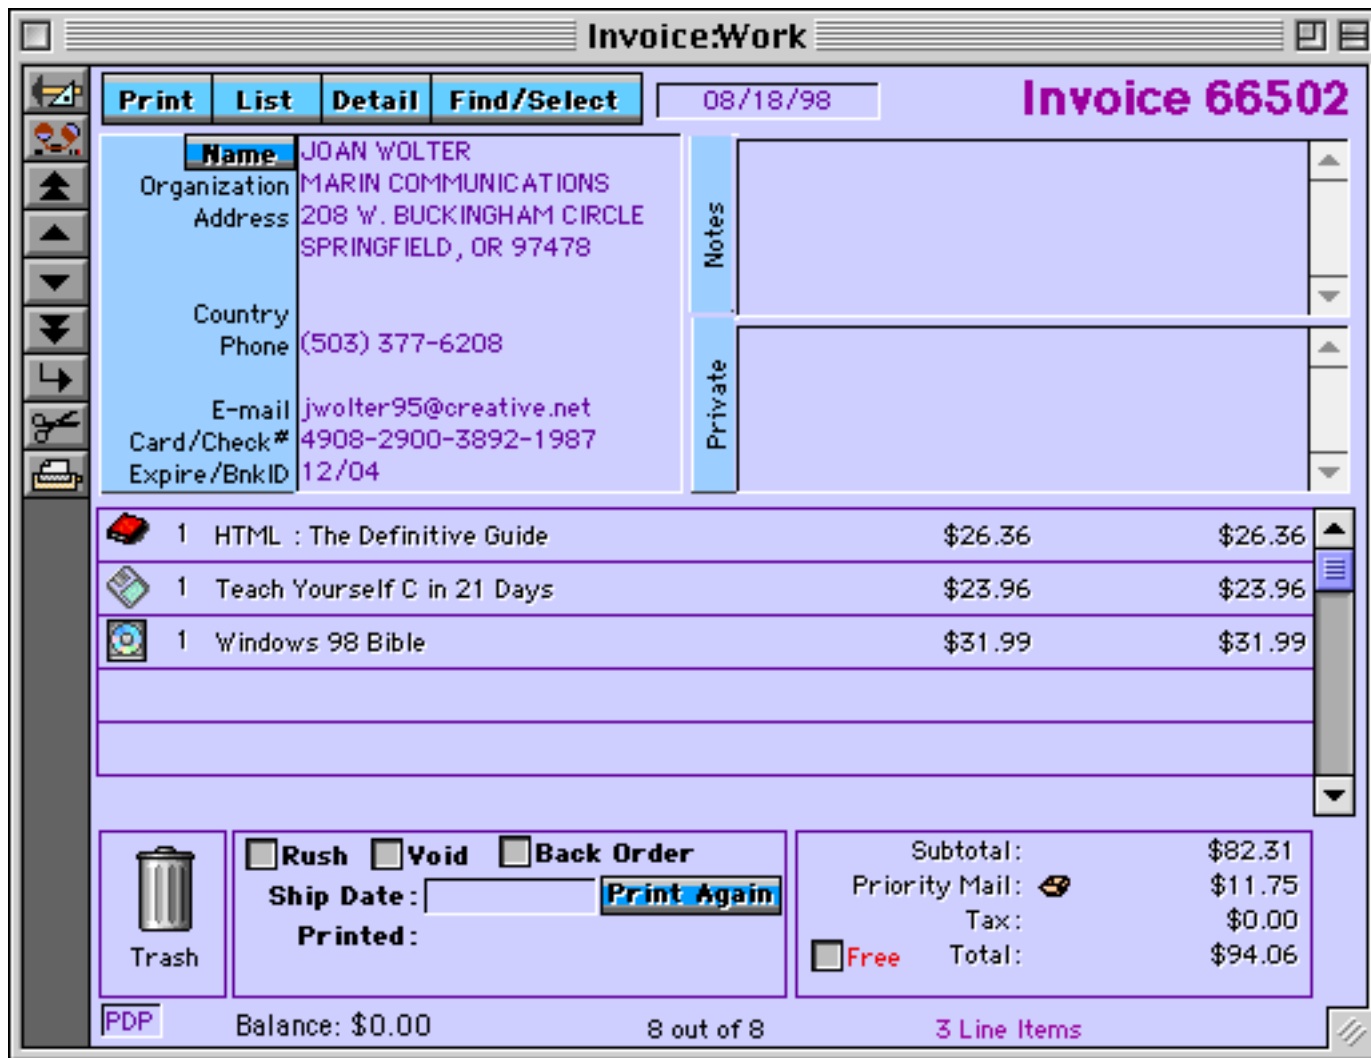 Invoice:Work
Print List Detail Find/Select 08/18/98 Invoice 66502
Name JOAN WOLTER
Organization MARIN COMMUNICATIONS
Address 208 W. BUCKINGHAM CIRCLE
SPRINGFIELD, OR 97478
Country
Phone (503) 377-6208
E-mail jwolter95@creative.net
Card/Check# 4908-2900-3892-1987
Expire/BnkID 12/04
Notes
Private
1 HTML : The Definitive Guide $26.36 $26.36
1 Teach Yourself C in 21 Days $23.96 $23.96
1 Windows 98 Bible $31.99 $31.99
Trash
Rush Void Back Order
Ship Date: Print Again
Printed:
Subtotal: $82.31
Priority Mail: $11.75
Tax: $0.00
Free Total: $94.06
PDP Balance: $0.00 8 out of 8 3 Line Items